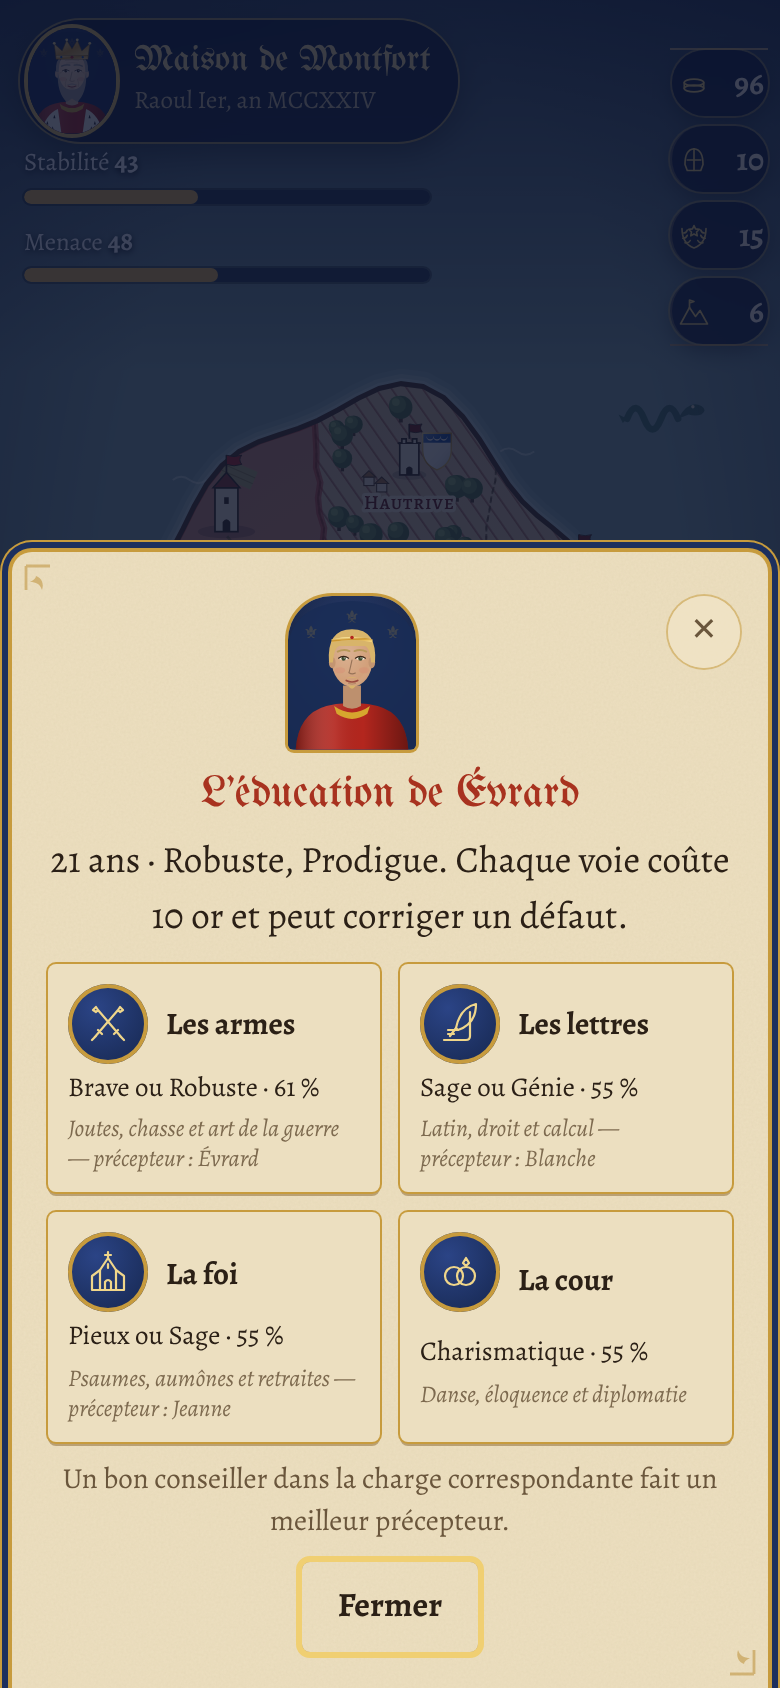 Maison de Montfort
Raoul Ier, an MCCXXIV
96
Stabilité 43
10
Menace 48
15
6
HAUTRIVE
×
L'éducation de Évrard
21 ans · Robuste, Prodigue. Chaque voie coûte
10 or et peut corriger un défaut.
Les armes
Brave ou Robuste · 61 %
Joutes, chasse et art de la guerre
— précepteur : Évrard
Les lettres
Sage ou Génie · 55 %
Latin, droit et calcul —
précepteur : Blanche
La foi
Pieux ou Sage · 55 %
Psaumes, aumônes et retraites —
précepteur : Jeanne
La cour
Charismatique · 55 %
Danse, éloquence et diplomatie
Un bon conseiller dans la charge correspondante fait un
meilleur précepteur.
Fermer